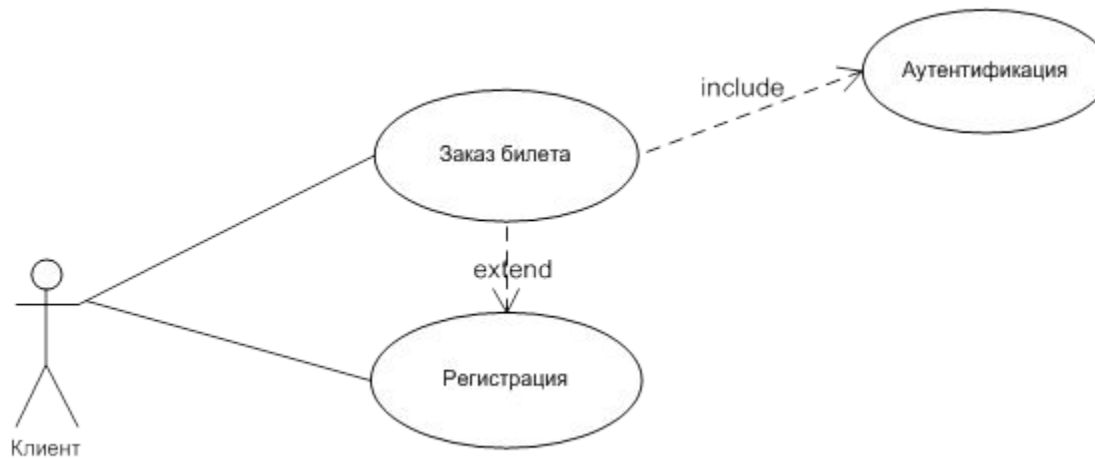 Аутентификация
include
Заказ билета
extend
Регистрация
Клиент